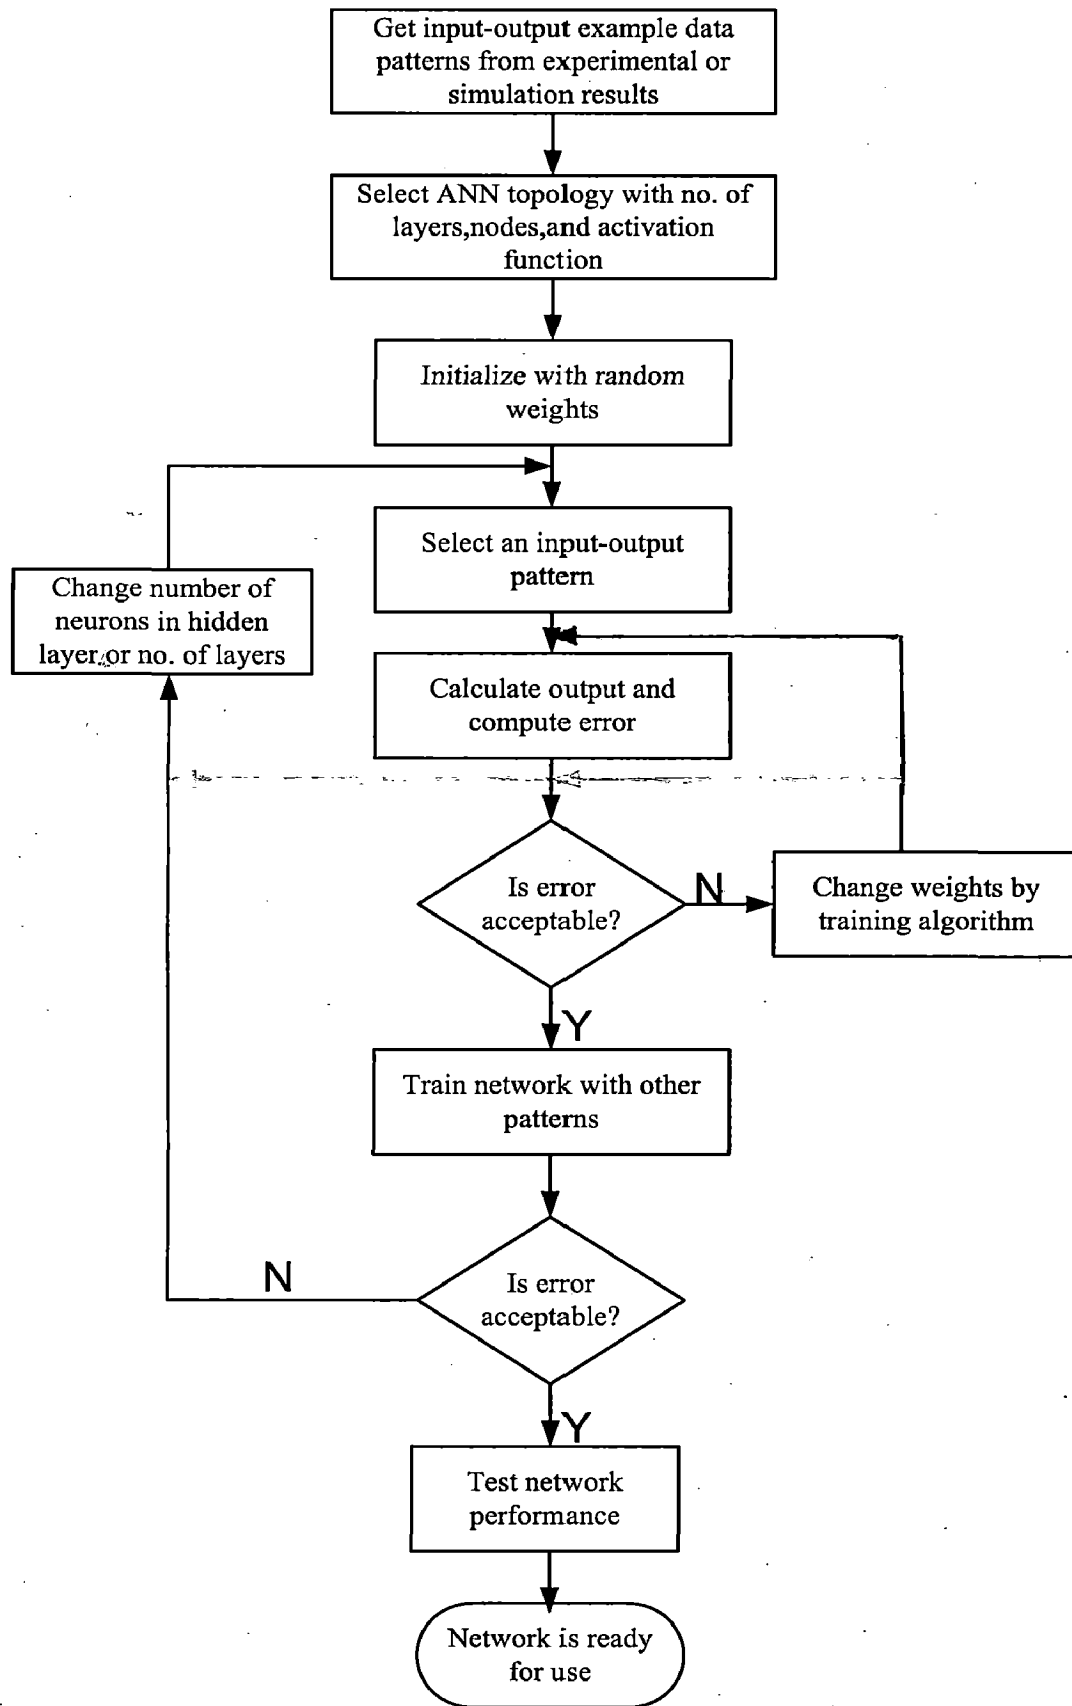 Get input-output example data
patterns from experimental or
simulation results
Select ANN topology with no. of
layers,nodes,and activation
function
Initialize with random
weights
Select an input-output
pattern
Change number of
neurons in hidden
layer or no. of layers
Calculate output and
compute error
Is error
acceptable?
N
Change weights by
training algorithm
Y
Train network with other
patterns
N
Is error
acceptable?
Y
Test network
performance
Network is ready
for use